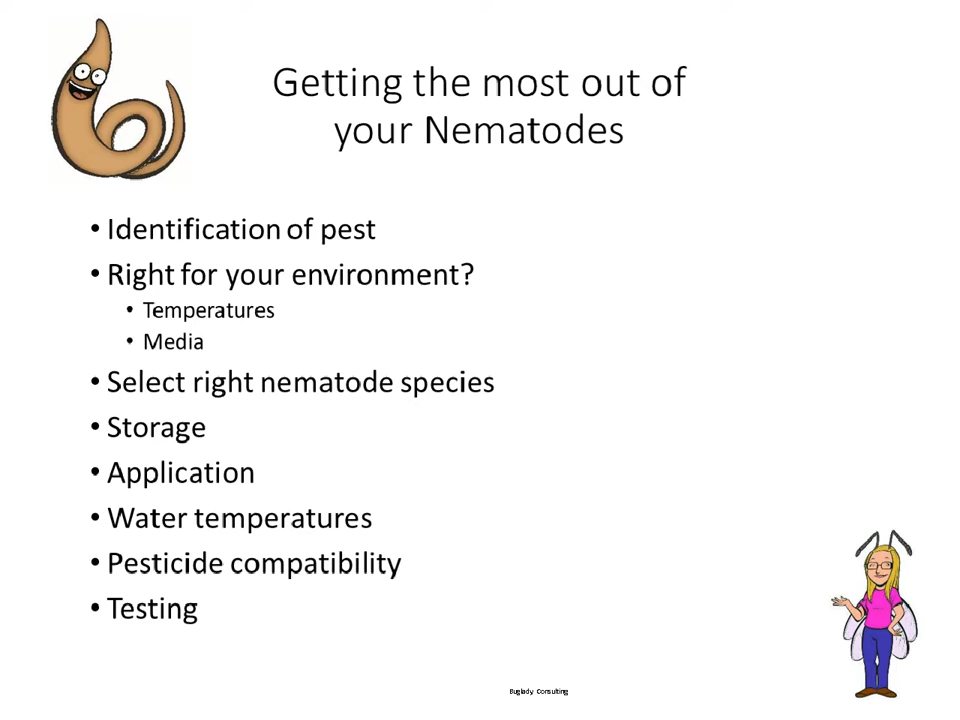 Getting the most out of
your Nematodes
• Identification of pest
• Right for your environment?
• Temperatures
• Media
• Select right nematode species
• Storage
• Application
• Water temperatures
• Pesticide compatibility
• Testing
Buglady Consulting